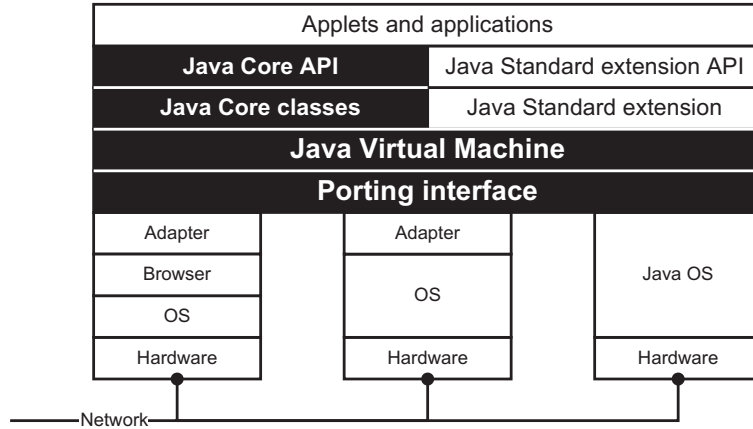 Applets and applications
Java Core API Java Standard extension API
Java Core classes Java Standard extension
Java Virtual Machine
Porting interface
Adapter Adapter Java OS
Browser OS
OS
Hardware Hardware Hardware
Network